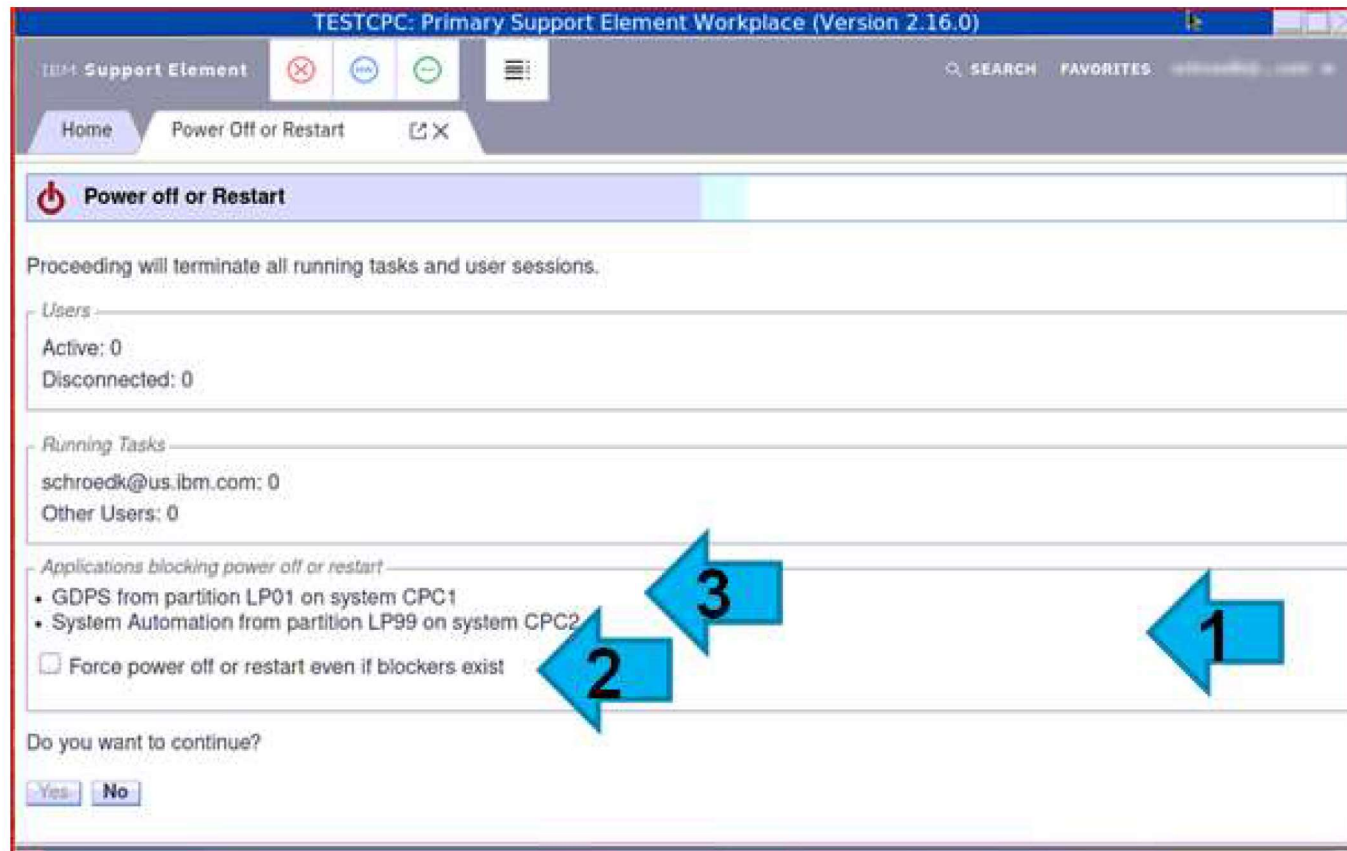 TESTCPC: Primary Support Element Workplace (Version 2.16.0)
IBM Support Element SEARCH FAVORITES
Home Power Off or Restart
Power off or Restart
Proceeding will terminate all running tasks and user sessions.
Users
Active: 0
Disconnected: 0
Running Tasks
schroedk@us.ibm.com: 0
Other Users: 0
Applications blocking power off or restart
• GDPS from partition LP01 on system CPC1
• System Automation from partition LP99 on system CPC2
3
1
Force power off or restart even if blockers exist
2
Do you want to continue?
Yes No